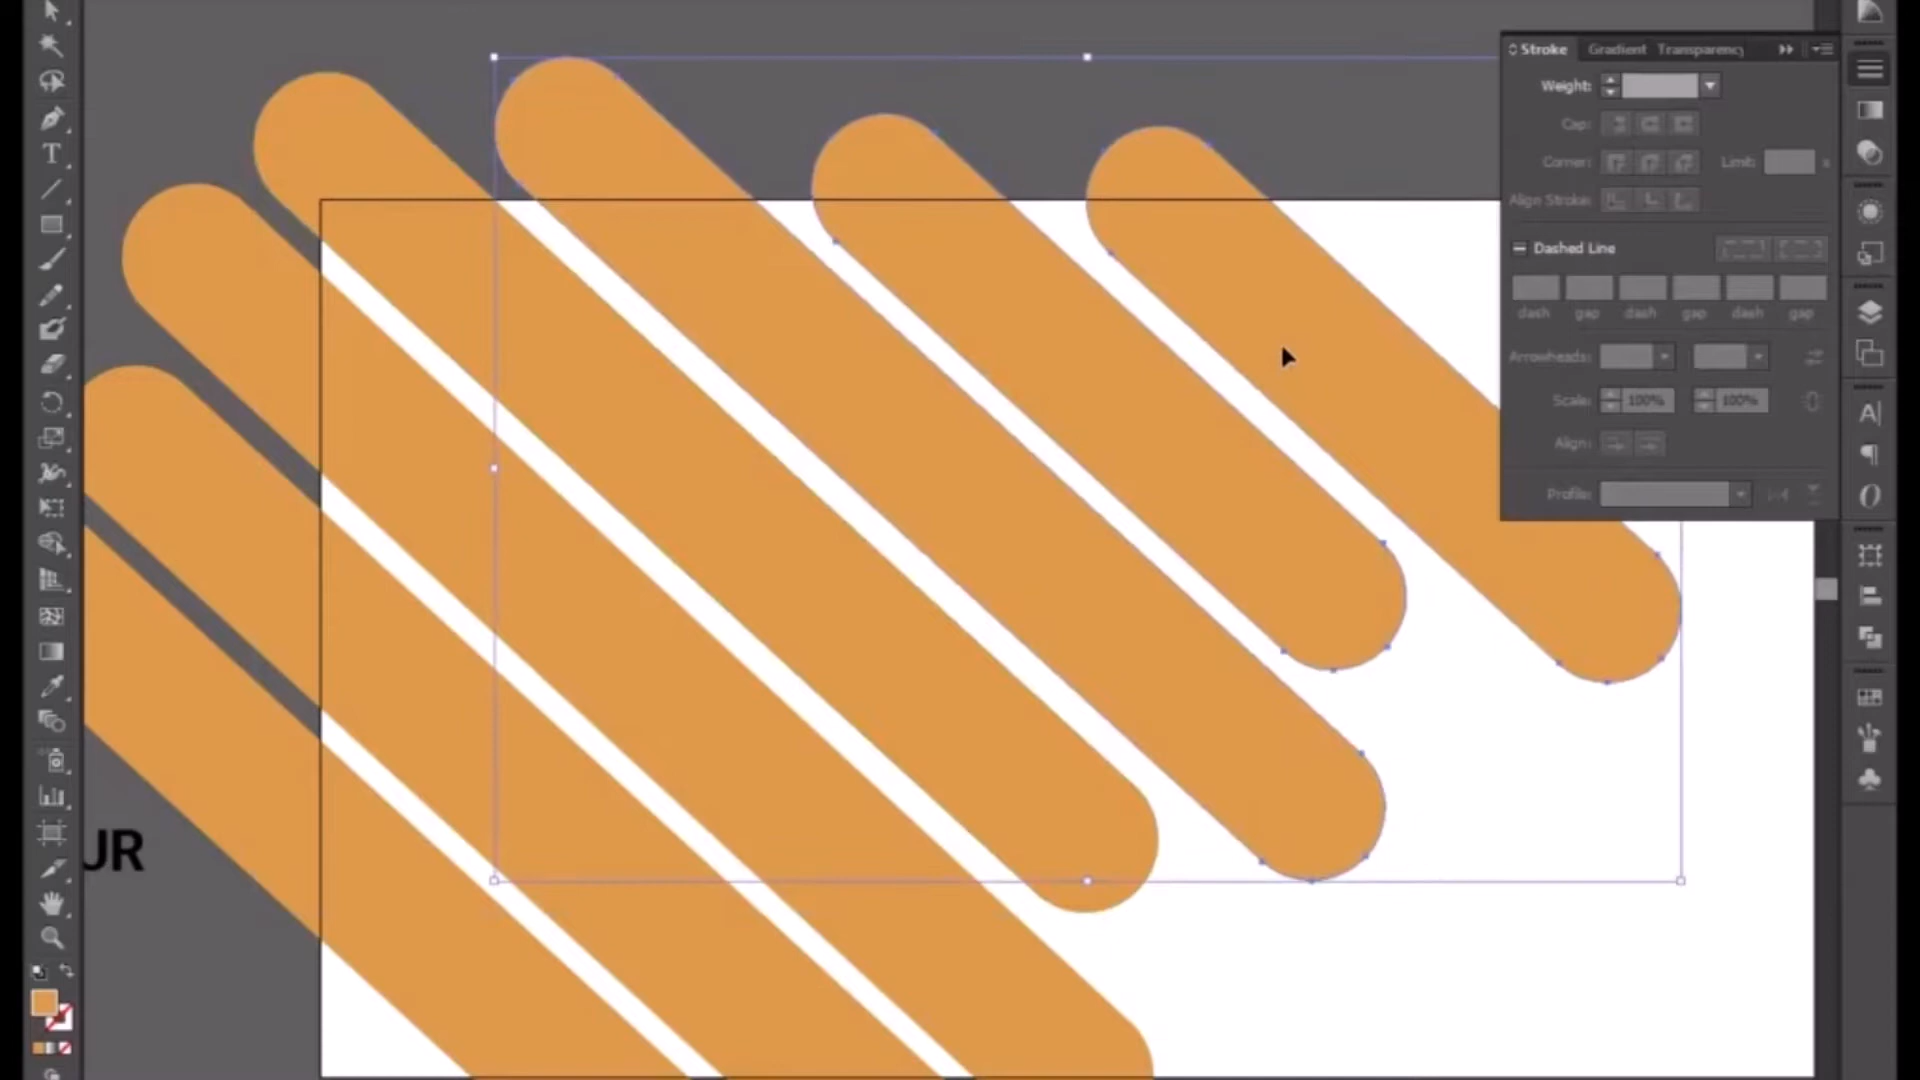 Stroke Gradient Transparency
Weight:
Cap:
Corner: Limit: x
Align Stroke:
Dashed Line
dash gap dash gap dash gap
Arrowheads:
Scale: 100% 100%
Align:
Profile:
UR